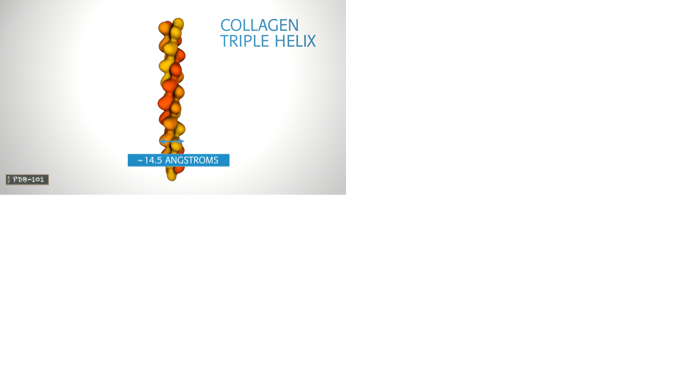 COLLAGEN
TRIPLE HELIX
~ 14.5 ANGSTROMS
PDB-101